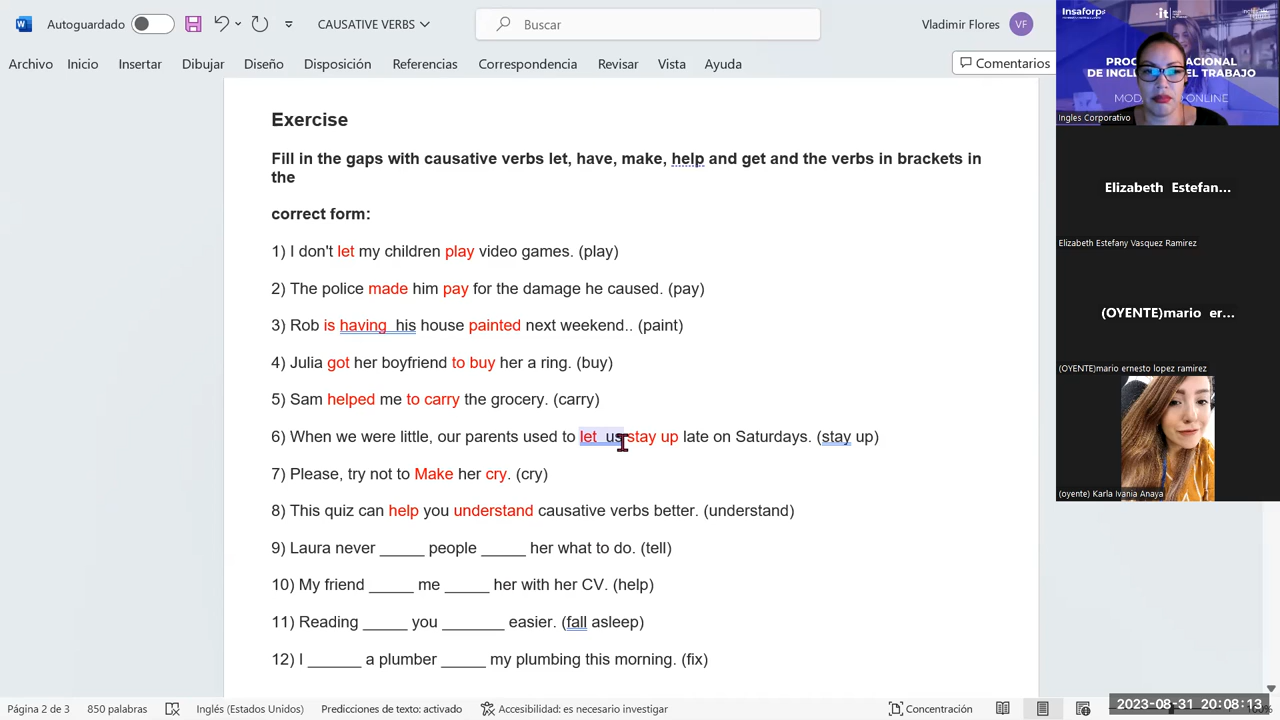 Autoguardado
CAUSATIVE VERBS
Buscar
Vladimir Flores
VF
Archivo Inicio Insertar Dibujar Diseño Disposición Referencias Correspondencia Revisar Vista Ayuda
Comentarios
Exercise
Fill in the gaps with causative verbs let, have, make, help and get and the verbs in brackets in
the
correct form:
1) I don't let my children play video games. (play)
2) The police made him pay for the damage he caused. (pay)
3) Rob is having his house painted next weekend.. (paint)
4) Julia got her boyfriend to buy her a ring. (buy)
5) Sam helped me to carry the grocery. (carry)
6) When we were little, our parents used to let us stay up late on Saturdays. (stay up)
7) Please, try not to Make her cry. (cry)
8) This quiz can help you understand causative verbs better. (understand)
9) Laura never _____ people _____ her what to do. (tell)
10) My friend _____ me _____ her with her CV. (help)
11) Reading _____ you _______ easier. (fall asleep)
12) I ______ a plumber _____ my plumbing this morning. (fix)
Página 2 de 3
850 palabras
Inglés (Estados Unidos)
Predicciones de texto: activado
Accesibilidad: es necesario investigar
Concentración
2023-08-31 20:08:13
Insaforp
Ingles Corporativo
MOD
ONLINE
Elizabeth Estefan...
Elizabeth Estefany Vasquez Ramirez
(OYENTE)mario er...
(OYENTE)mario ernesto lopez ramirez
(oyente) Karla Ivania Anaya